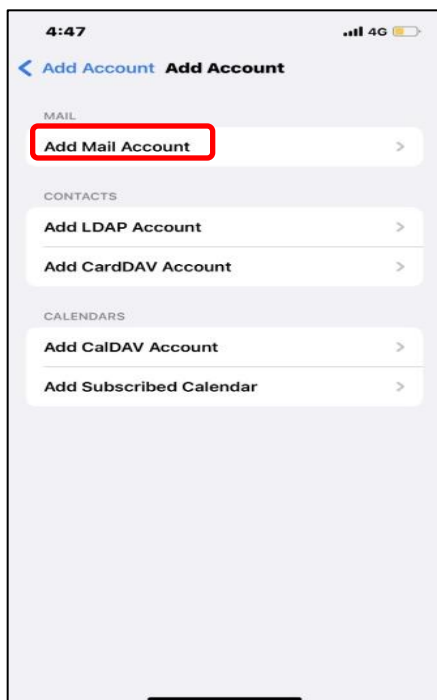 4:47 4G
Add Account Add Account
MAIL
Add Mail Account
CONTACTS
Add LDAP Account
Add CardDAV Account
CALENDARS
Add CalDAV Account
Add Subscribed Calendar